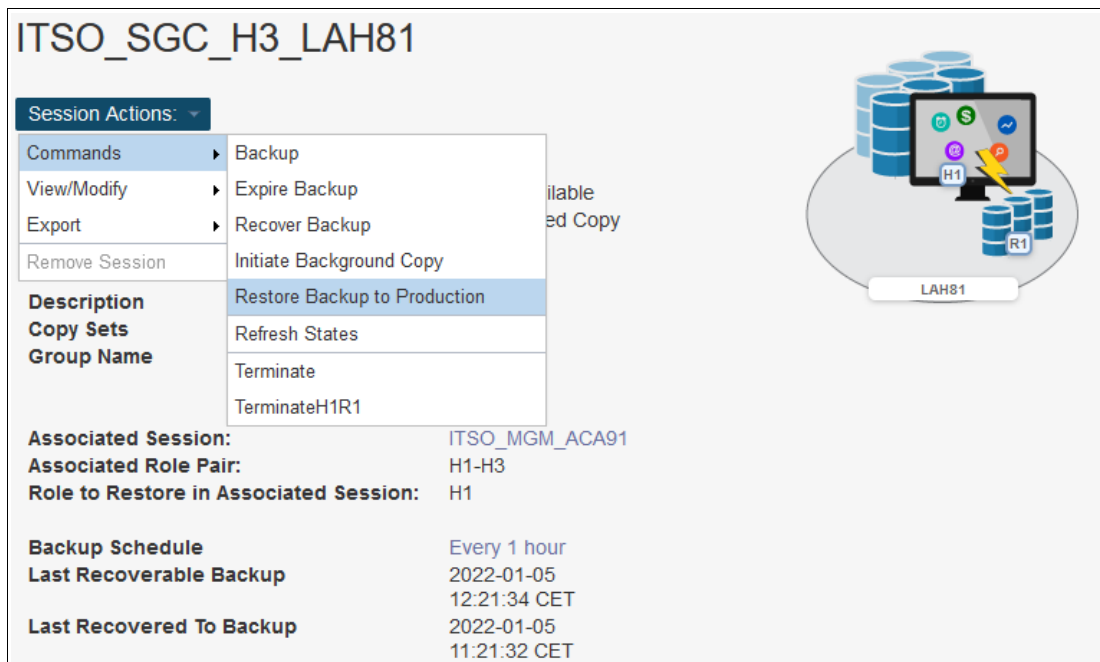 ITSO_SGC_H3_LAH81
Session Actions:
Commands
View/Modify
Export
Remove Session
Backup
Expire Backup
Recover Backup
Initiate Background Copy
Restore Backup to Production
Refresh States
Terminate
TerminateH1R1
ilable
ed Copy
Description
Copy Sets
Group Name
Associated Session: ITSO_MGM_ACA91
Associated Role Pair: H1-H3
Role to Restore in Associated Session: H1
Backup Schedule Every 1 hour
Last Recoverable Backup 2022-01-05
12:21:34 CET
Last Recovered To Backup 2022-01-05
11:21:32 CET
H1
R1
LAH81